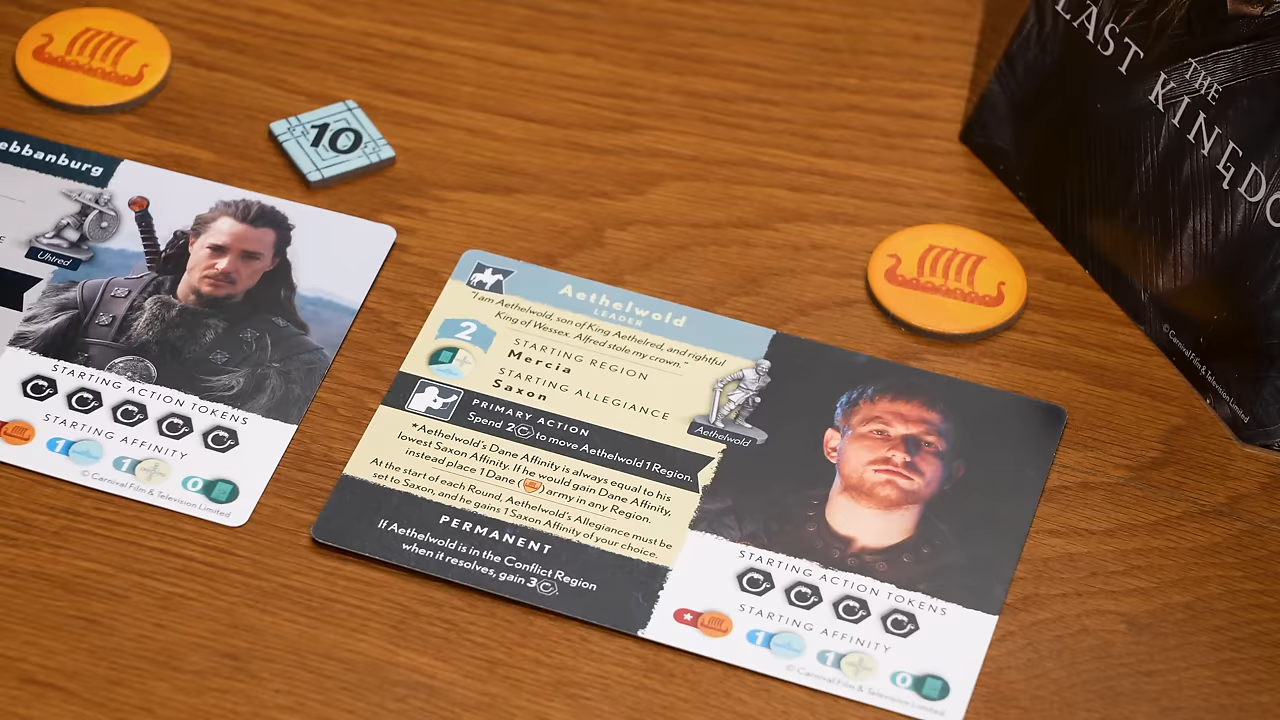 LAST
THE
KINGDO
© Carnival Film & Television Limited
10
ebbanburg
Uhtred
STARTING ACTION TOKENS
STARTING AFFINITY
1 1 0
© Carnival Film & Television Limited
Aethelwold
LEADER
"I am Aethelwold, son of King Aethelred, and rightful
King of Wessex. Alfred stole my crown."
2
STARTING REGION
Mercia
STARTING ALLEGIANCE
Saxon
Aethelwold
PRIMARY ACTION
Spend 2 to move Aethelwold 1 Region.
*Aethelwold's Dane Affinity is always equal to his
lowest Saxon Affinity. If he would gain Dane Affinity,
instead place 1 Dane ( ) army in any Region.
At the start of each Round, Aethelwold's Allegiance must be
set to Saxon, and he gains 1 Saxon Affinity of your choice.
PERMANENT
If Aethelwold is in the Conflict Region
when it resolves, gain 3
STARTING ACTION TOKENS
STARTING AFFINITY
1 1 0
© Carnival Film & Television Limited